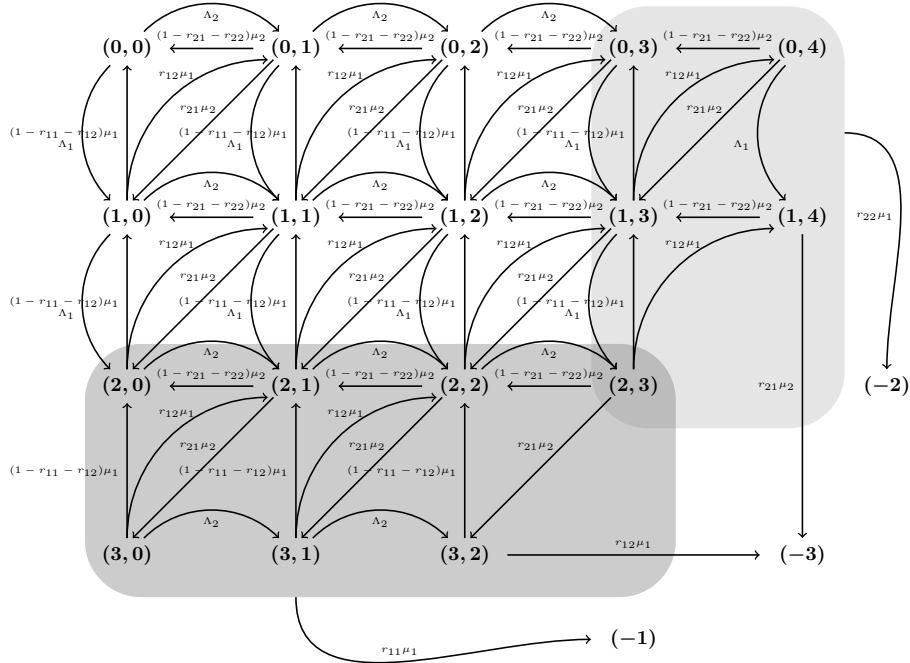 Λ₂ Λ₂ Λ₂
(1 − r₂₁ − r₂₂)μ₂ (1 − r₂₁ − r₂₂)μ₂ (1 − r₂₁ − r₂₂)μ₂ (1 − r₂₁ − r₂₂)μ₂
(0, 0) (0, 1) (0, 2) (0, 3) (0, 4)
r₁₂μ₁ r₁₂μ₁ r₁₂μ₁ r₁₂μ₁
r₂₁μ₂ r₂₁μ₂ r₂₁μ₂ r₂₁μ₂
(1 − r₁₁ − r₁₂)μ₁ (1 − r₁₁ − r₁₂)μ₁ (1 − r₁₁ − r₁₂)μ₁ (1 − r₁₁ − r₁₂)μ₁
Λ₁ Λ₁ Λ₁ Λ₁ Λ₁
Λ₂ Λ₂ Λ₂
(1 − r₂₁ − r₂₂)μ₂ (1 − r₂₁ − r₂₂)μ₂ (1 − r₂₁ − r₂₂)μ₂ (1 − r₂₁ − r₂₂)μ₂
r₂₂μ₁
(1, 0) (1, 1) (1, 2) (1, 3) (1, 4)
r₁₂μ₁ r₁₂μ₁ r₁₂μ₁ r₁₂μ₁
r₂₁μ₂ r₂₁μ₂ r₂₁μ₂
(1 − r₁₁ − r₁₂)μ₁ (1 − r₁₁ − r₁₂)μ₁ (1 − r₁₁ − r₁₂)μ₁ (1 − r₁₁ − r₁₂)μ₁
Λ₁ Λ₁ Λ₁ Λ₁
Λ₂ Λ₂ Λ₂
(1 − r₂₁ − r₂₂)μ₂ (1 − r₂₁ − r₂₂)μ₂ (1 − r₂₁ − r₂₂)μ₂
(2, 0) (2, 1) (2, 2) (2, 3) r₂₁μ₂ (−2)
r₁₂μ₁ r₁₂μ₁
r₂₁μ₂ r₂₁μ₂ r₂₁μ₂
(1 − r₁₁ − r₁₂)μ₁ (1 − r₁₁ − r₁₂)μ₁ (1 − r₁₁ − r₁₂)μ₁
Λ₂ Λ₂
r₁₂μ₁
(3, 0) (3, 1) (3, 2) (−3)
(−1)
r₁₁μ₁